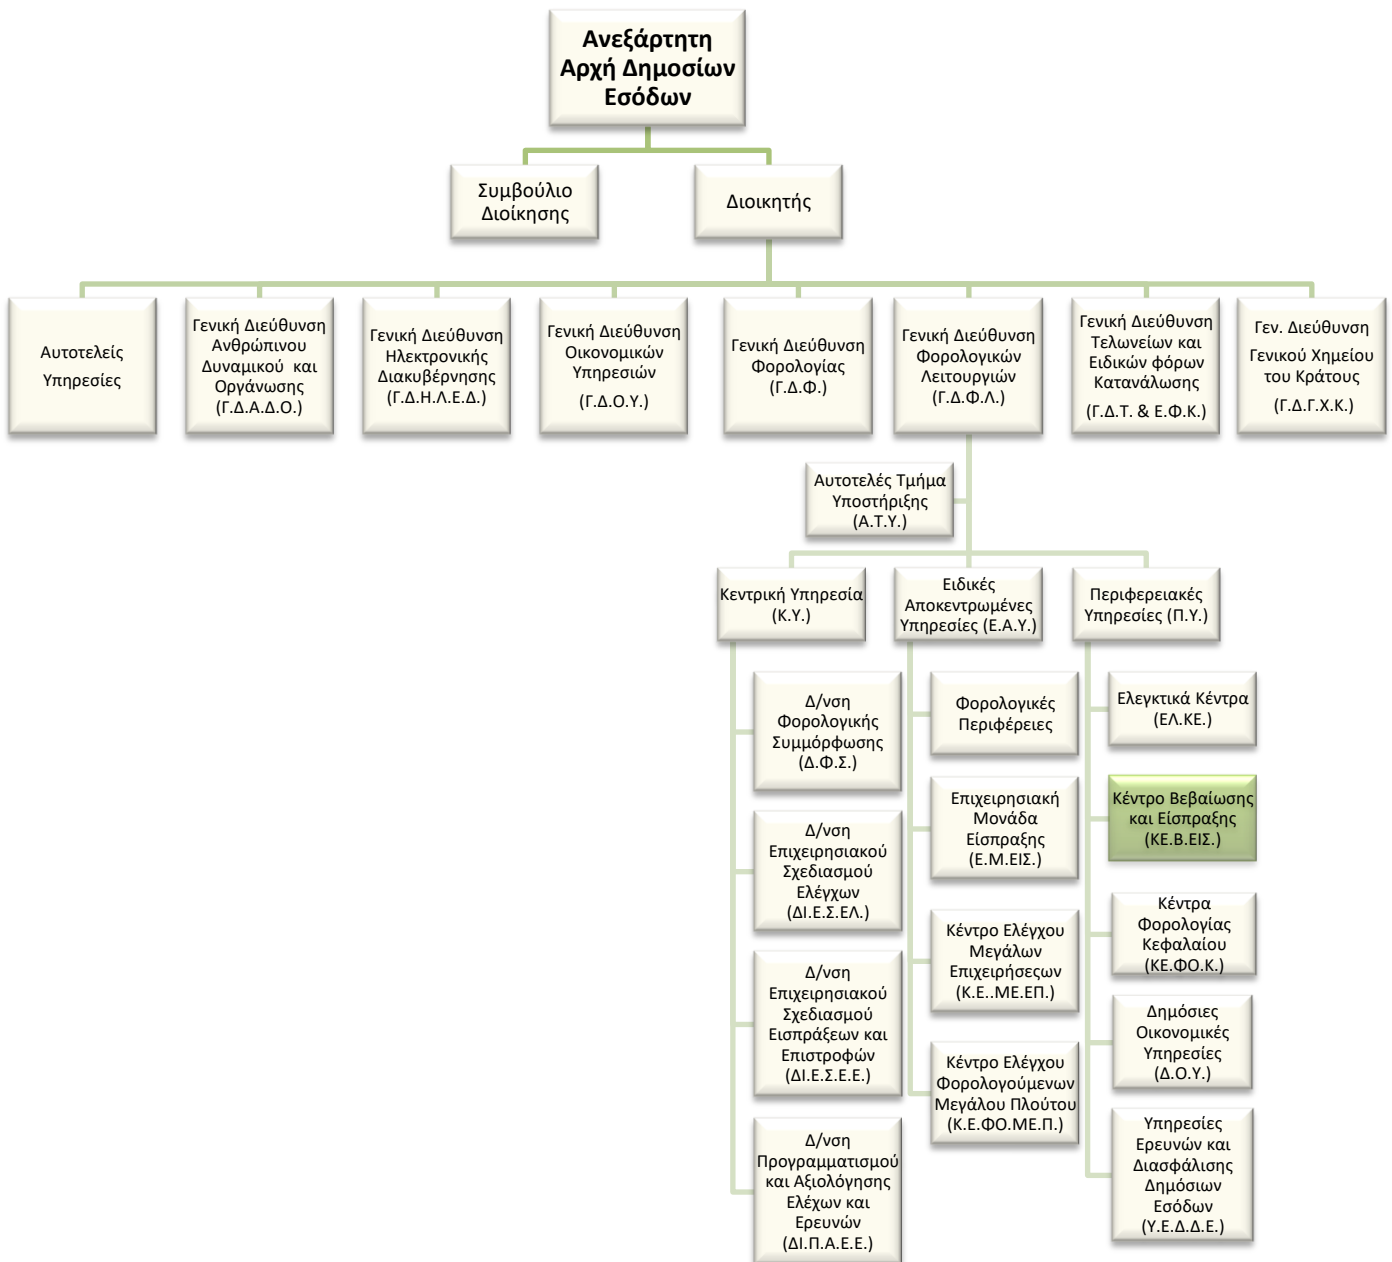 Ανεξάρτητη
Αρχή Δημοσίων
Εσόδων
Συμβούλιο
Διοίκησης
Διοικητής
Αυτοτελείς
Υπηρεσίες
Γενική Διεύθυνση
Ανθρώπινου
Δυναμικού και
Οργάνωσης
(Γ.Δ.Α.Δ.Ο.)
Γενική Διεύθυνση
Ηλεκτρονικής
Διακυβέρνησης
(Γ.Δ.Η.Λ.Ε.Δ.)
Γενική Διεύθυνση
Οικονομικών
Υπηρεσιών
(Γ.Δ.Ο.Υ.)
Γενική Διεύθυνση
Φορολογίας
(Γ.Δ.Φ.)
Γενική Διεύθυνση
Φορολογικών
Λειτουργιών
(Γ.Δ.Φ.Λ.)
Γενική Διεύθυνση
Τελωνείων και
Ειδικών φόρων
Κατανάλωσης
(Γ.Δ.Τ. & Ε.Φ.Κ.)
Γεν. Διεύθυνση
Γενικού Χημείου
του Κράτους
(Γ.Δ.Γ.Χ.Κ.)
Αυτοτελές Τμήμα
Υποστήριξης
(Α.Τ.Υ.)
Κεντρική Υπηρεσία
(Κ.Υ.)
Ειδικές
Αποκεντρωμένες
Υπηρεσίες (Ε.Α.Υ.)
Περιφερειακές
Υπηρεσίες (Π.Υ.)
Δ/νση
Φορολογικής
Συμμόρφωσης
(Δ.Φ.Σ.)
Δ/νση
Επιχειρησιακού
Σχεδιασμού
Ελέγχων
(ΔΙ.Ε.Σ.ΕΛ.)
Δ/νση
Επιχειρησιακού
Σχεδιασμού
Εισπράξεων και
Επιστροφών
(ΔΙ.Ε.Σ.Ε.Ε.)
Δ/νση
Προγραμματισμού
και Αξιολόγησης
Ελέχων και
Ερευνών
(ΔΙ.Π.Α.Ε.Ε.)
Φορολογικές
Περιφέρειες
Επιχειρησιακή
Μονάδα
Είσπραξης
(Ε.Μ.ΕΙΣ.)
Κέντρο Ελέγχου
Μεγάλων
Επιχειρήσεςων
(Κ.Ε..ΜΕ.ΕΠ.)
Κέντρο Ελέγχου
Φορολογούμενων
Μεγάλου Πλούτου
(Κ.Ε.ΦΟ.ΜΕ.Π.)
Ελεγκτικά Κέντρα
(ΕΛ.ΚΕ.)
Κέντρο Βεβαίωσης
και Είσπραξης
(ΚΕ.Β.ΕΙΣ.)
Κέντρα
Φορολογίας
Κεφαλαίου
(ΚΕ.ΦΟ.Κ.)
Δημόσιες
Οικονομικές
Υπηρεσίες
(Δ.Ο.Υ.)
Υπηρεσίες
Ερευνών και
Διασφάλισης
Δημόσιων
Εσόδων
(Υ.Ε.Δ.Δ.Ε.)